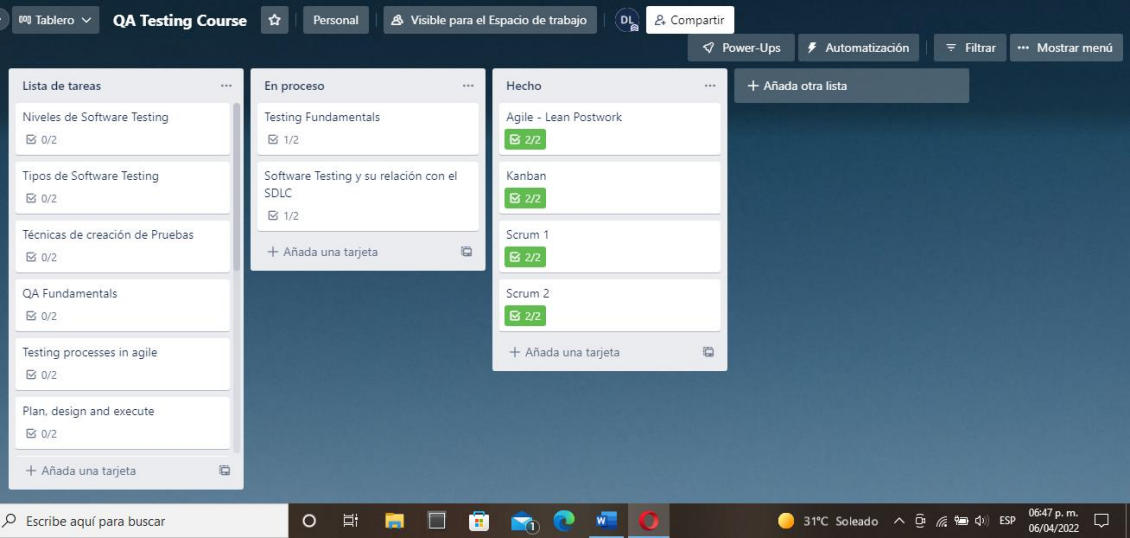 Tablero
QA Testing Course
Personal
Visible para el Espacio de trabajo
DL
Compartir
Power-Ups
Automatización
Filtrar
Mostrar menú
Lista de tareas
Niveles de Software Testing
0/2
Tipos de Software Testing
0/2
Técnicas de creación de Pruebas
0/2
QA Fundamentals
0/2
Testing processes in agile
0/2
Plan, design and execute
0/2
+ Añada una tarjeta
En proceso
Testing Fundamentals
1/2
Software Testing y su relación con el
SDLC
1/2
+ Añada una tarjeta
Hecho
Agile - Lean Postwork
2/2
Kanban
2/2
Scrum 1
2/2
Scrum 2
2/2
+ Añada una tarjeta
+ Añada otra lista
Escribe aquí para buscar
1
W
31°C Soleado
ESP
06:47 p. m.
06/04/2022